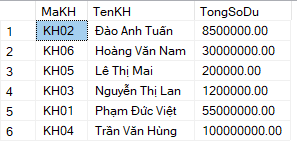 MaKH TenKH TongSoDu
1 KH02 Đào Anh Tuấn 8500000.00
2 KH06 Hoàng Văn Nam 30000000.00
3 KH05 Lê Thị Mai 200000.00
4 KH03 Nguyễn Thị Lan 1200000.00
5 KH01 Phạm Đức Việt 55000000.00
6 KH04 Trần Văn Hùng 100000000.00